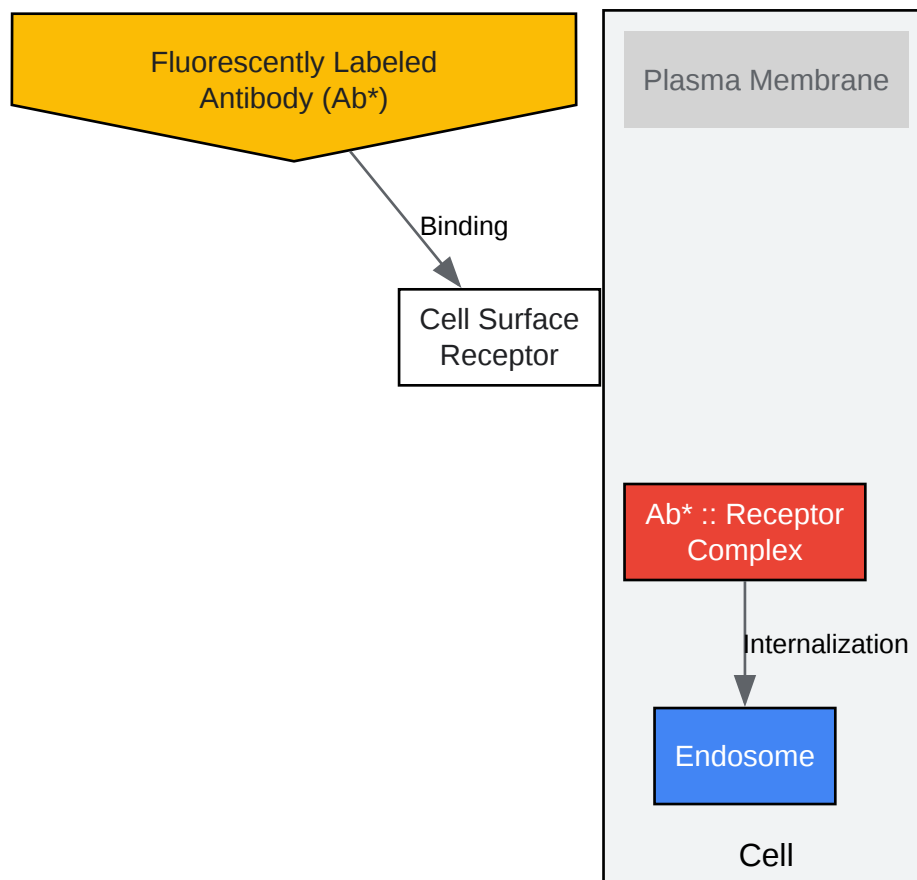 Fluorescently Labeled
Antibody (Ab*)
Plasma Membrane
Binding
Cell Surface
Receptor
Ab* :: Receptor
Complex
Internalization
Endosome
Cell